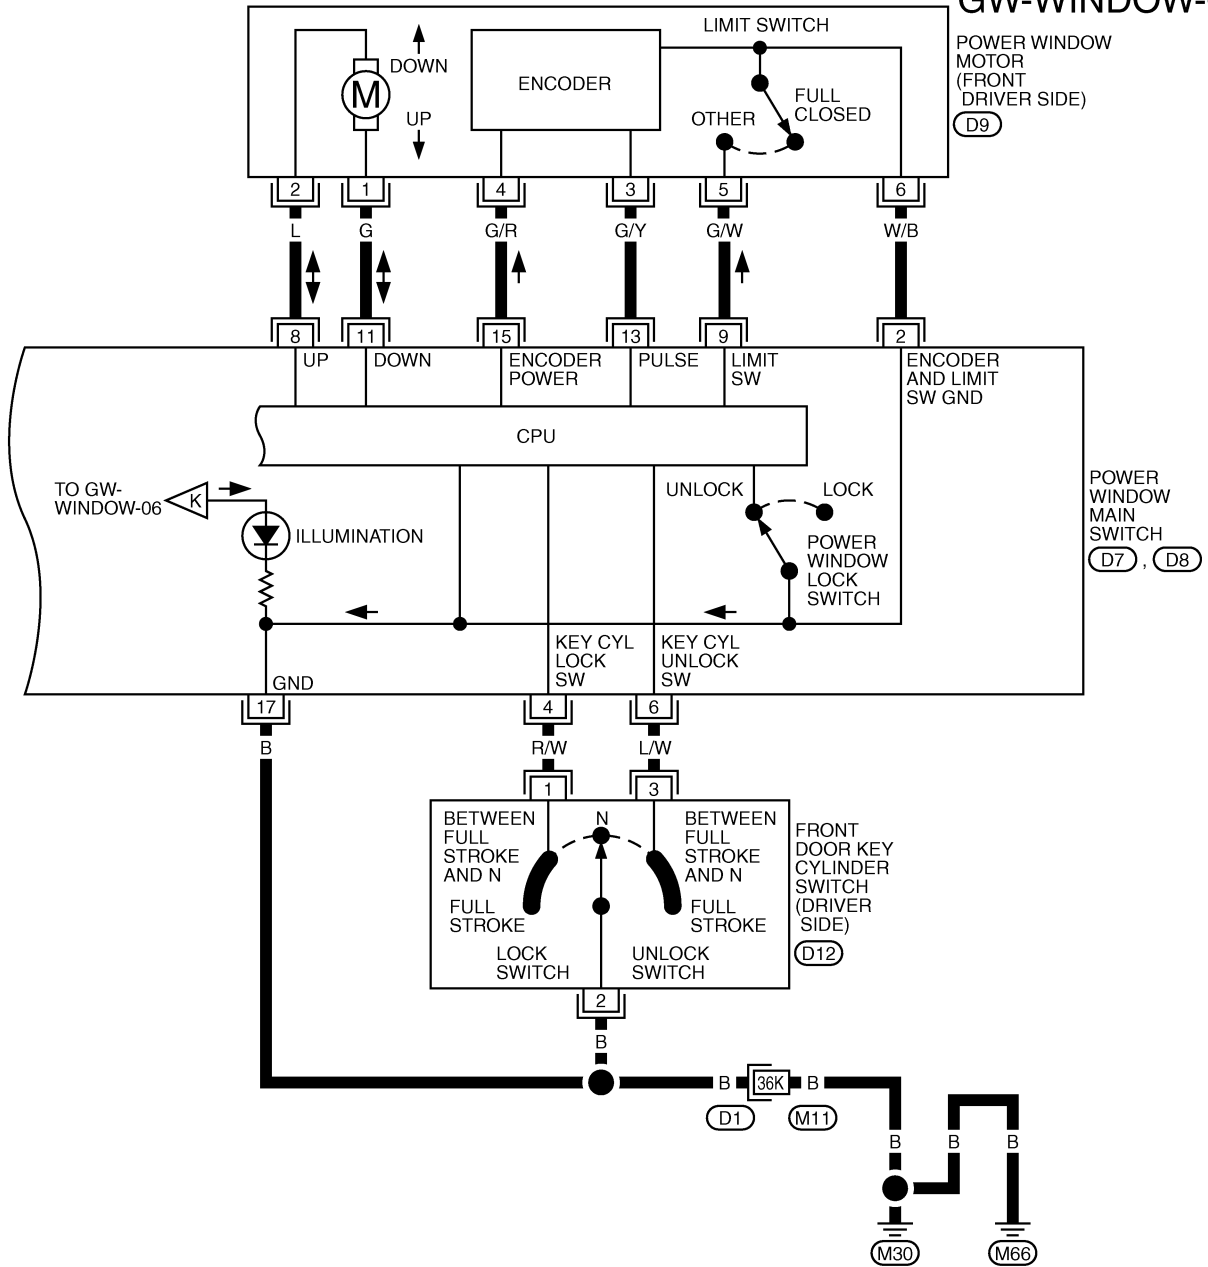 GW-WINDOW-
LIMIT SWITCH
POWER WINDOW
MOTOR
(FRONT
DRIVER SIDE)
D9
DOWN
M
UP
ENCODER
FULL
CLOSED
OTHER
2 1 4 3 5 6
L G G/R G/Y G/W W/B
8 11 15 13 9 2
UP DOWN ENCODER PULSE LIMIT ENCODER
POWER SW AND LIMIT
SW GND
CPU
TO GW-
WINDOW-06
K
ILLUMINATION
UNLOCK LOCK
POWER
WINDOW
LOCK
SWITCH
POWER
WINDOW
MAIN
SWITCH
D7 , D8
KEY CYL
LOCK
SW
KEY CYL
UNLOCK
SW
GND
17 4 6
B R/W L/W
1 3
BETWEEN
FULL
STROKE
AND N
N
BETWEEN
FULL
STROKE
AND N
FULL
STROKE
FULL
STROKE
LOCK
SWITCH
UNLOCK
SWITCH
FRONT
DOOR KEY
CYLINDER
SWITCH
(DRIVER
SIDE)
D12
2
B
B 36K B
D1 M11
B B B
M30 M66